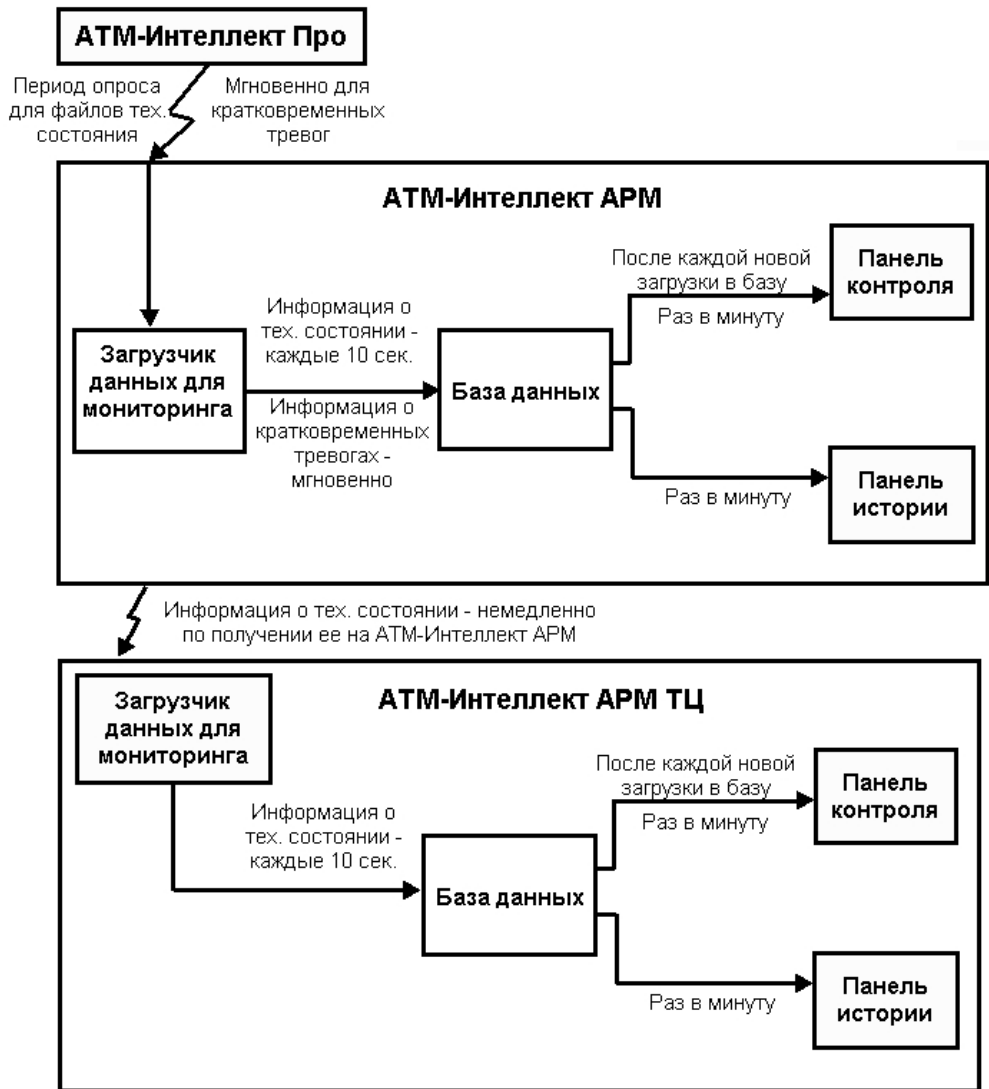 АТМ-Интеллект Про
Период опроса
для файлов тех.
состояния
Мгновенно для
кратковременных
тревог
АТМ-Интеллект АРМ
Загрузчик
данных для
мониторинга
Информация о
тех. состоянии -
каждые 10 сек.
Информация о
кратковременных
тревогах -
мгновенно
База данных
После каждой новой
загрузки в базу
Раз в минуту
Панель
контроля
Раз в минуту
Панель
истории
Информация о тех. состоянии - немедленно
по получении ее на АТМ-Интеллект АРМ
АТМ-Интеллект АРМ ТЦ
Загрузчик
данных для
мониторинга
Информация о
тех. состоянии -
каждые 10 сек.
База данных
После каждой новой
загрузки в базу
Раз в минуту
Панель
контроля
Раз в минуту
Панель
истории